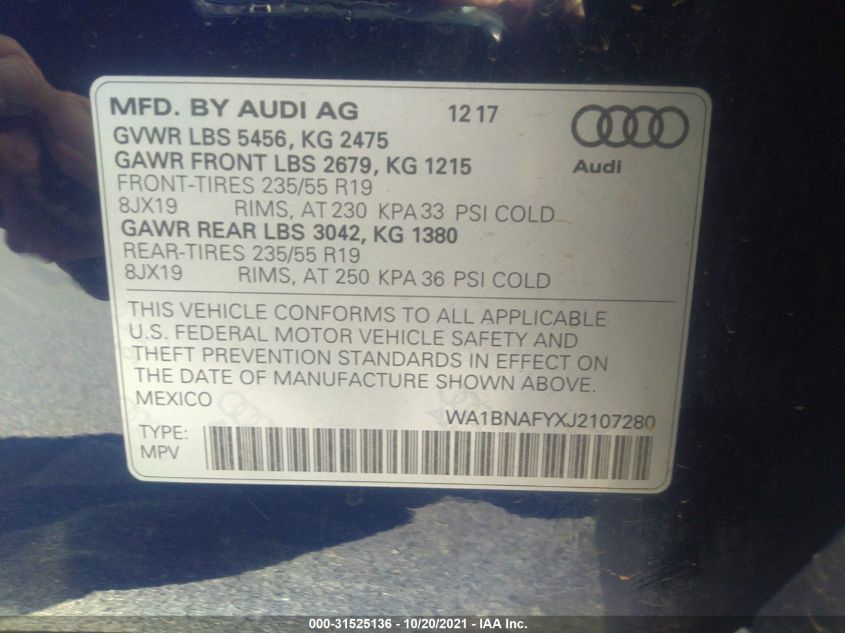 MFD. BY AUDI AG 12 17
GVWR LBS 5456, KG 2475
GAWR FRONT LBS 2679, KG 1215
Audi
FRONT-TIRES 235/55 R19
8JX19 RIMS, AT 230 KPA 33 PSI COLD
GAWR REAR LBS 3042, KG 1380
REAR-TIRES 235/55 R19
8JX19 RIMS, AT 250 KPA 36 PSI COLD
THIS VEHICLE CONFORMS TO ALL APPLICABLE
U.S. FEDERAL MOTOR VEHICLE SAFETY AND
THEFT PREVENTION STANDARDS IN EFFECT ON
THE DATE OF MANUFACTURE SHOWN ABOVE.
MEXICO
WA1BNAFYXJ2107280
TYPE:
MPV
000-31525136 - 10/20/2021 - IAA Inc.